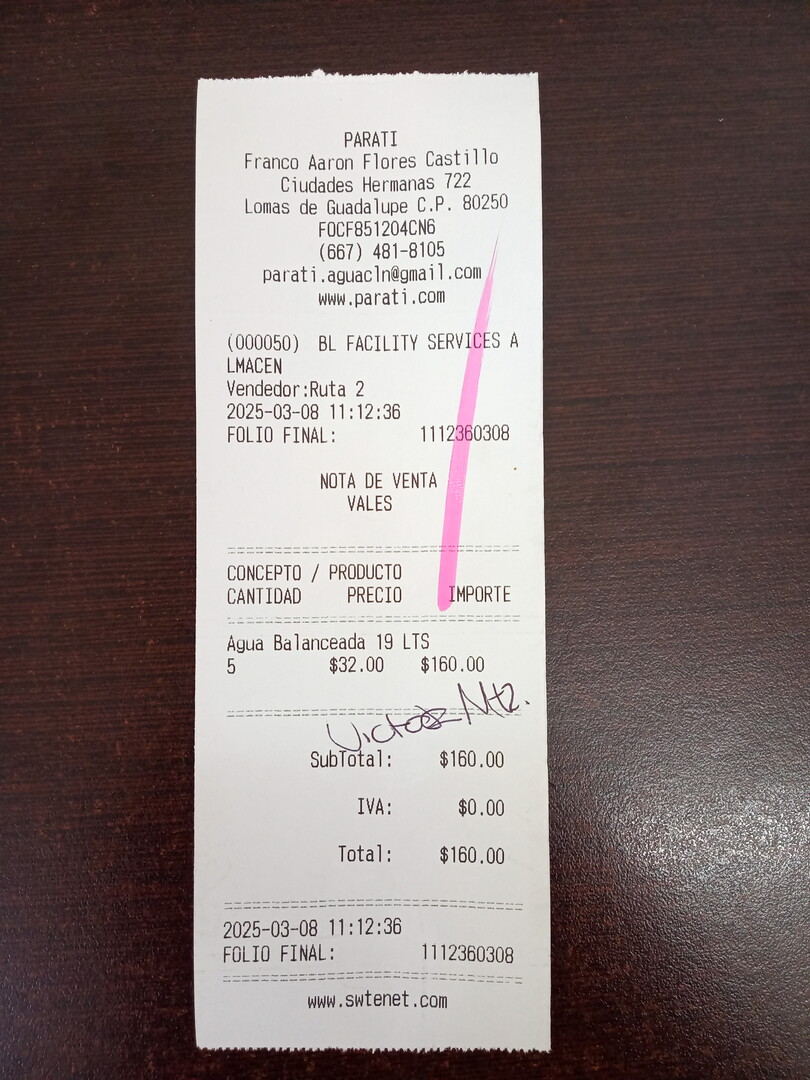 PARATI
Franco Aaron Flores Castillo
Ciudades Hermanas 722
Lomas de Guadalupe C.P. 80250
FOCF851204CN6
(667) 481-8105
parati.aguacln@gmail.com
www.parati.com
(000050) BL FACILITY SERVICES A
LMACEN
Vendedor:Ruta 2
2025-03-08 11:12:36
FOLIO FINAL: 1112360308
NOTA DE VENTA
VALES
CONCEPTO / PRODUCTO
CANTIDAD PRECIO IMPORTE
Agua Balanceada 19 LTS
5 $32.00 $160.00
Victor Mtz.
SubTotal: $160.00
IVA: $0.00
Total: $160.00
2025-03-08 11:12:36
FOLIO FINAL: 1112360308
www.swtenet.com